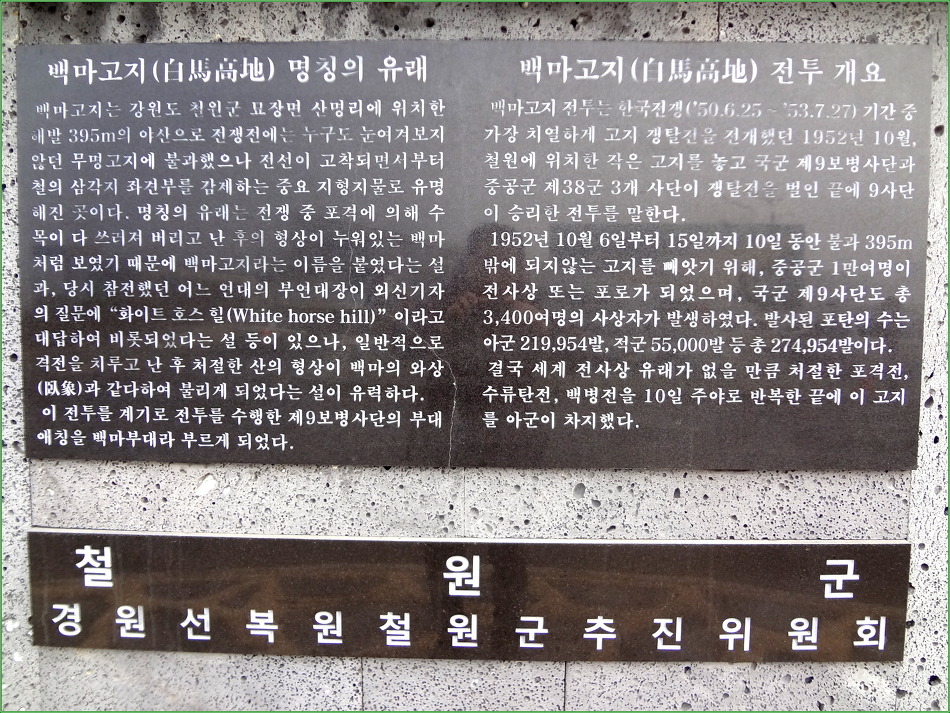 백마고지(白馬高地) 명칭의 유래
백마고지는 강원도 철원군 묘장면 산명리에 위치한
해발 395m의 야산으로 전쟁전에는 누구도 눈여겨보지
않던 무명고지에 불과했으나 전선이 고착되면서부터
철의 삼각지 좌견부를 감제하는 중요 지형지물로 유명
해진 곳이다. 명칭의 유래는 전쟁 중 포격에 의해 수
목이 다 쓰러져 버리고 난 후의 형상이 누워있는 백마
처럼 보였기 때문에 백마고지라는 이름을 붙였다는 설
과, 당시 참전했던 어느 연대의 부연대장이 외신기자
의 질문에 “화이트 호스 힐(White horse hill)” 이라고
대답하여 비롯되었다는 설 등이 있으나, 일반적으로
격전을 치루고 난 후 처절한 산의 형상이 백마의 와상
(臥象)과 같다하여 불리게 되었다는 설이 유력하다.
이 전투를 계기로 전투를 수행한 제9보병사단의 부대
애칭을 백마부대라 부르게 되었다.
백마고지(白馬高地) 전투 개요
백마고지 전투는 한국전쟁('50.6.25 ~ '53.7.27) 기간 중
가장 치열하게 고지 쟁탈전을 전개했던 1952년 10월,
철원에 위치한 작은 고지를 놓고 국군 제9보병사단과
중공군 제38군 3개 사단이 쟁탈전을 벌인 끝에 9사단
이 승리한 전투를 말한다.
1952년 10월 6일부터 15일까지 10일 동안 불과 395m
밖에 되지않는 고지를 빼앗기 위해, 중공군 1만여명이
전사상 또는 포로가 되었으며, 국군 제9사단도 총
3,400여명의 사상자가 발생하였다. 발사된 포탄의 수는
아군 219,954발, 적군 55,000발 등 총 274,954발이다.
결국 세계 전사상 유래가 없을 만큼 처절한 포격전,
수류탄전, 백병전을 10일 주야로 반복한 끝에 이 고지
를 아군이 차지했다.
철 원 군
경 원 선 복 원 철 원 군 추 진 위 원 회